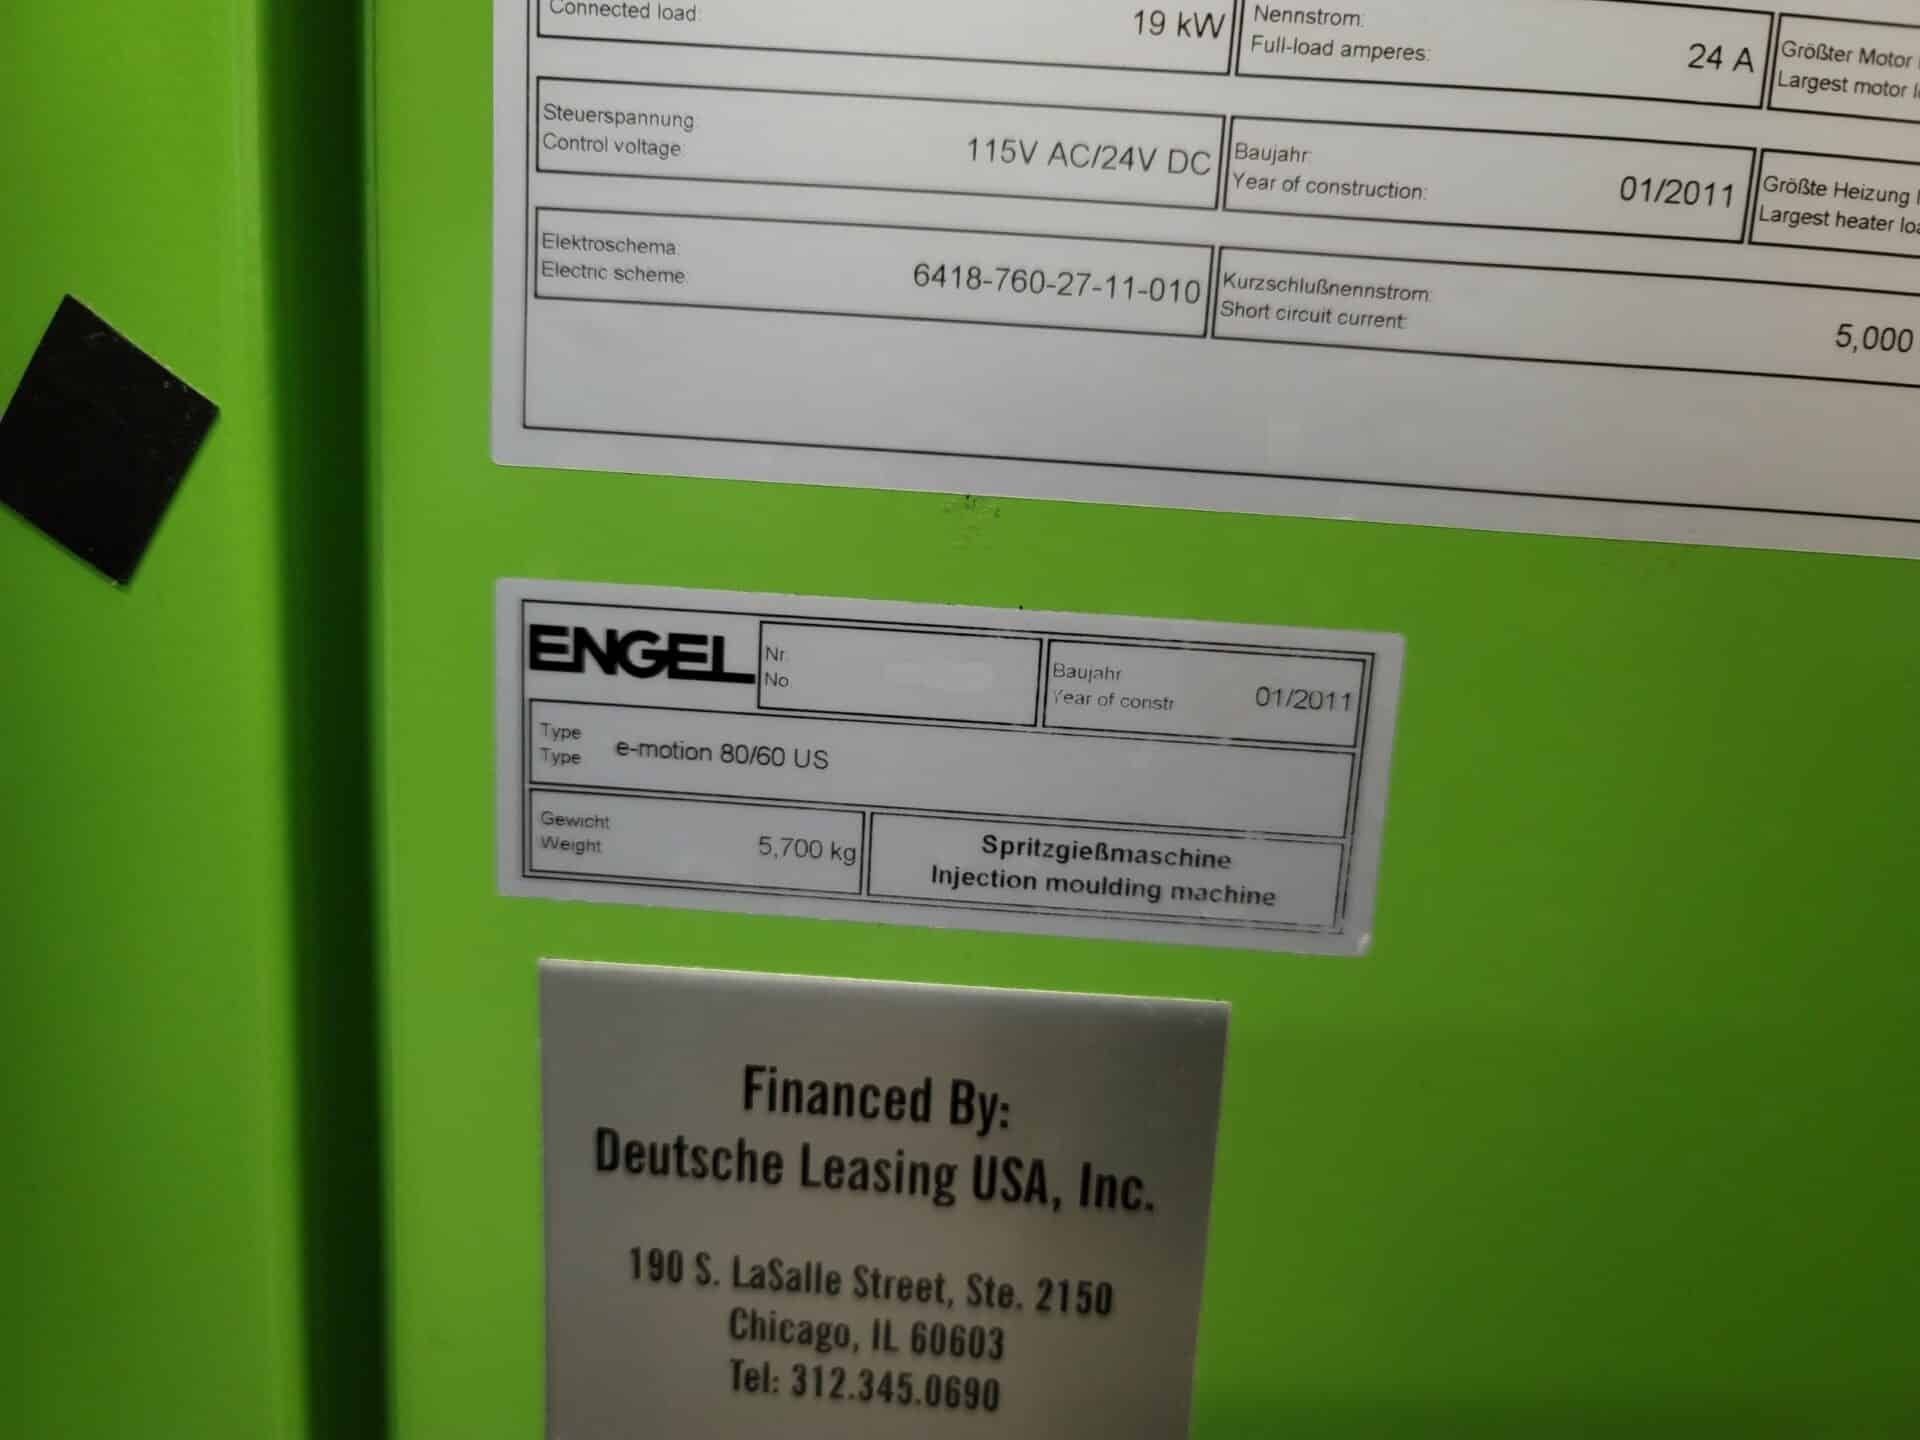 Connected load: 19 kW
Nennstrom:
Full-load amperes: 24 A
Größter Motor
Largest motor
Steuerspannung
Control voltage: 115V AC/24V DC
Baujahr:
Year of construction: 01/2011
Größte Heizung
Largest heater
Elektroschema:
Electric scheme: 6418-760-27-11-010
Kurzschlußnennstrom:
Short circuit current: 5,000
ENGEL
Nr.
No.
Baujahr
Year of constr. 01/2011
Type
Type e-motion 80/60 US
Gewicht
Weight 5,700 kg
Spritzgießmaschine
Injection moulding machine
Financed By:
Deutsche Leasing USA, Inc.
190 S. LaSalle Street, Ste. 2150
Chicago, IL 60603
Tel: 312.345.0690